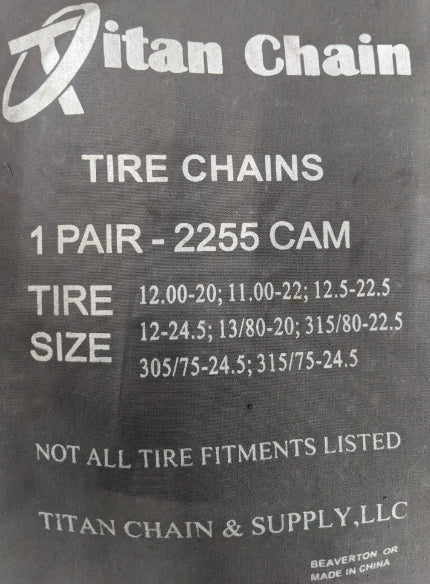 Titan Chain
TIRE CHAINS
1 PAIR - 2255 CAM
TIRE SIZE
12.00-20; 11.00-22; 12.5-22.5
12-24.5; 13/80-20; 315/80-22.5
305/75-24.5; 315/75-24.5
NOT ALL TIRE FITMENTS LISTED
TITAN CHAIN & SUPPLY,LLC
BEAVERTON OR
MADE IN CHINA